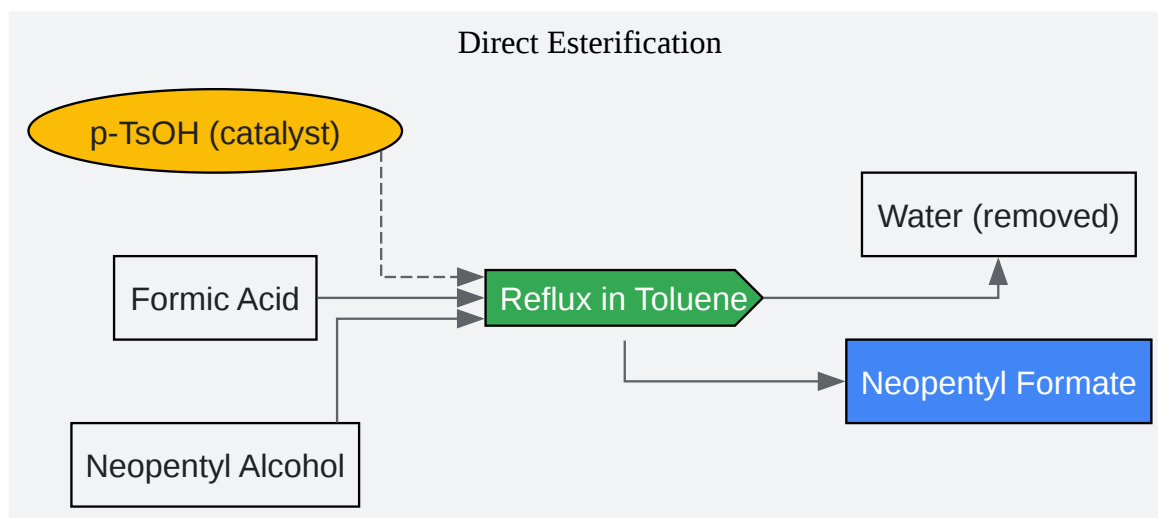 Direct Esterification
p-TsOH (catalyst)
Water (removed)
Formic Acid
Reflux in Toluene
Neopentyl Formate
Neopentyl Alcohol